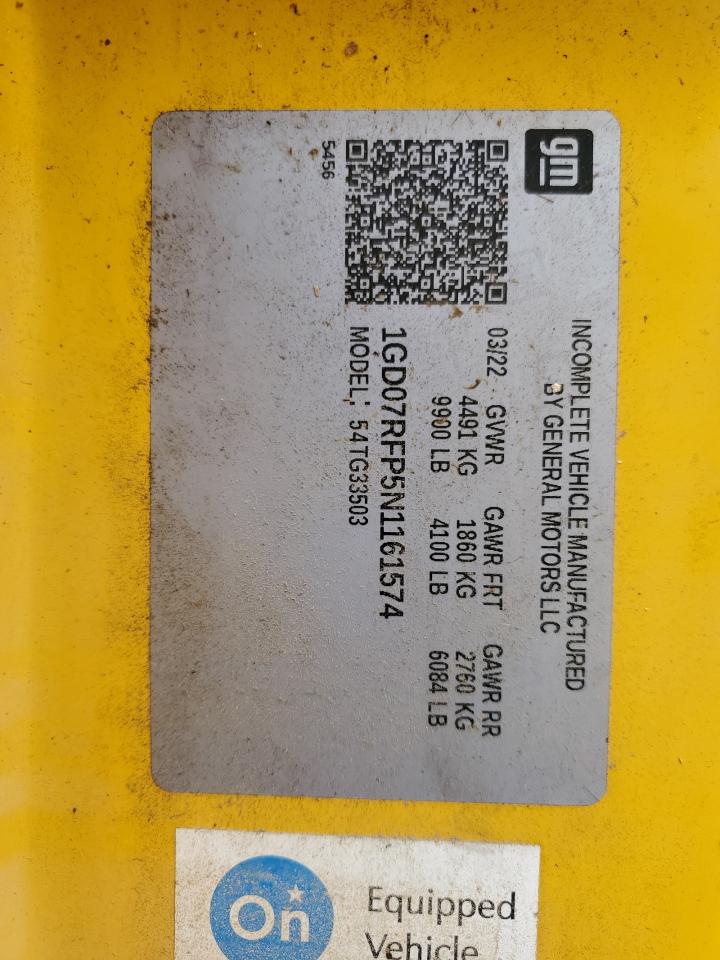 gm
INCOMPLETE VEHICLE MANUFACTURED
BY GENERAL MOTORS LLC
03/22 GVWR GAWR FRT GAWR RR
4491 KG 1860 KG 2760 KG
9900 LB 4100 LB 6084 LB
1GD07RFP5N1161574
MODEL: 54TG33503
5456
On
Equipped
Vehicle